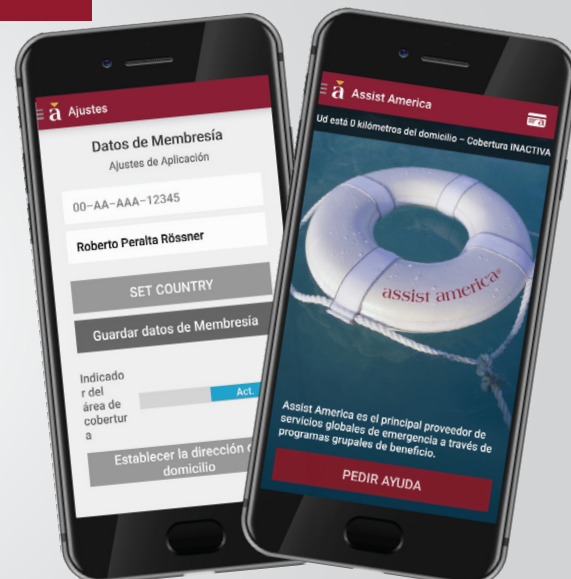 ä Ajustes
Datos de Membresía
Ajustes de Aplicación
00-AA-AAA-12345
Roberto Peralta Rössner
SET COUNTRY
Guardar datos de Membresía
Indicado
r del
área de
cobertur
a
Act.
Establecer la dirección
domicilio
ä Assist America
Ud está 0 kilómetros del domicilio – Cobertura INACTIVA
assist america®
Assist America es el principal proveedor de
servicios globales de emergencia a través de
programas grupales de beneficio.
PEDIR AYUDA